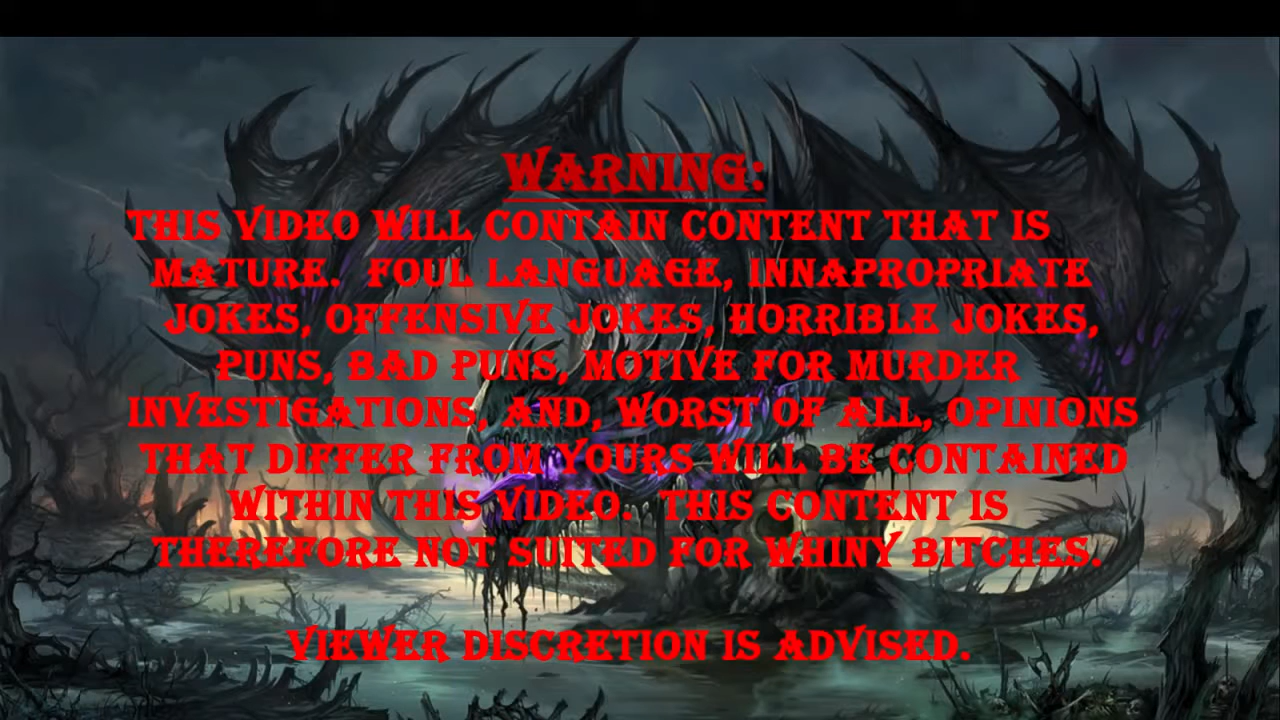 WARNING:
THIS VIDEO WILL CONTAIN CONTENT THAT IS
MATURE.  FOUL LANGUAGE, INNAPROPRIATE
JOKES, OFFENSIVE JOKES, HORRIBLE JOKES,
PUNS, BAD PUNS, MOTIVE FOR MURDER
INVESTIGATIONS, AND, WORST OF ALL, OPINIONS
THAT DIFFER FROM YOURS WILL BE CONTAINED
WITHIN THIS VIDEO.  THIS CONTENT IS
THEREFORE NOT SUITED FOR WHINY BITCHES.
VIEWER DISCRETION IS ADVISED.